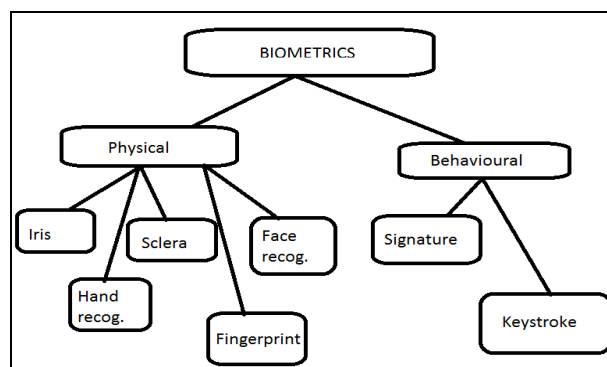 BIOMETRICS
Physical
Behavioural
Iris
Sclera
Face
recog.
Signature
Hand
recog.
Fingerprint
Keystroke